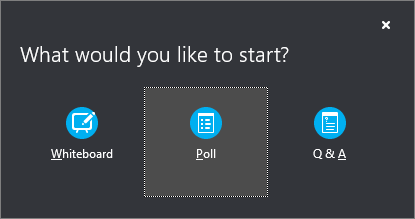 What would you like to start?
Whiteboard
Poll
Q & A